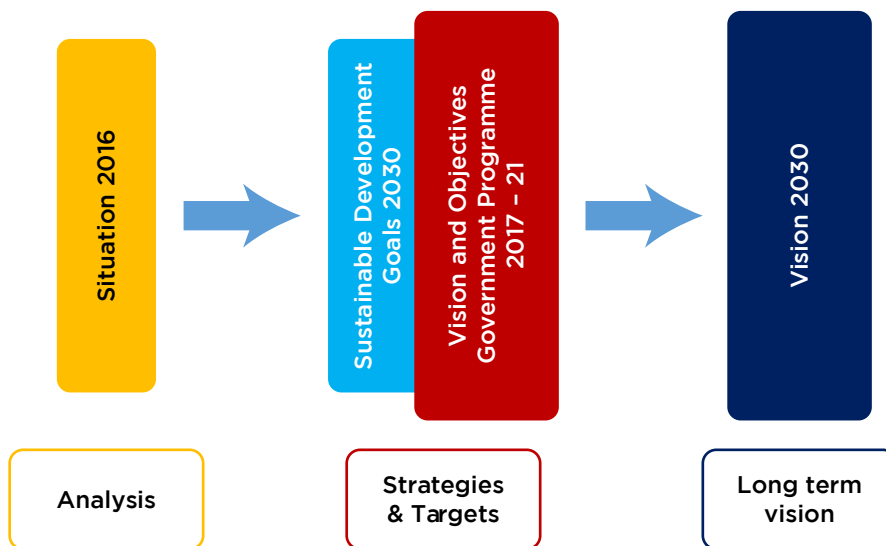 Situation 2016
Sustainable Development
Goals 2030
Vision and Objectives
Government Programme
2017 – 21
Vision 2030
Analysis
Strategies
& Targets
Long term
vision